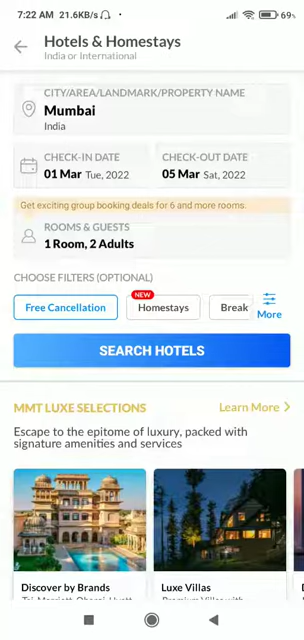 7:22 AM 21.6KB/s
69%
Hotels & Homestays
India or International
CITY/AREA/LANDMARK/PROPERTY NAME
Mumbai
India
CHECK-IN DATE
01 Mar Tue, 2022
CHECK-OUT DATE
05 Mar Sat, 2022
Get exciting group booking deals for 6 and more rooms.
ROOMS & GUESTS
1 Room, 2 Adults
CHOOSE FILTERS (OPTIONAL)
NEW
Free Cancellation
Homestays
Break
More
SEARCH HOTELS
MMT LUXE SELECTIONS
Learn More
Escape to the epitome of luxury, packed with
signature amenities and services
Discover by Brands
Luxe Villas